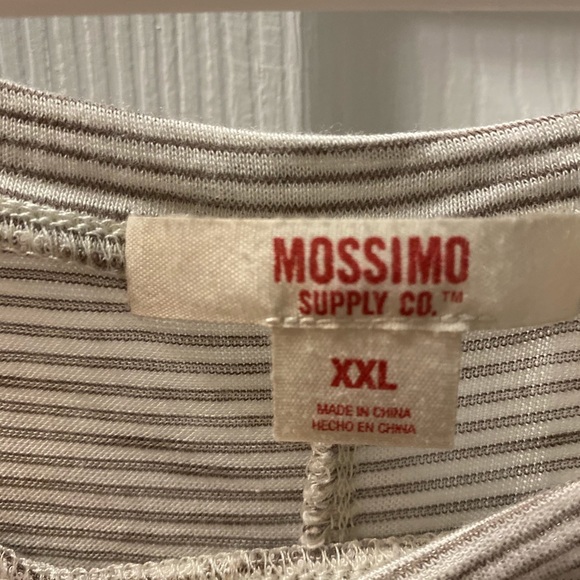 MOSSIMO
SUPPLY CO.™
XXL
MADE IN CHINA
HECHO EN CHINA